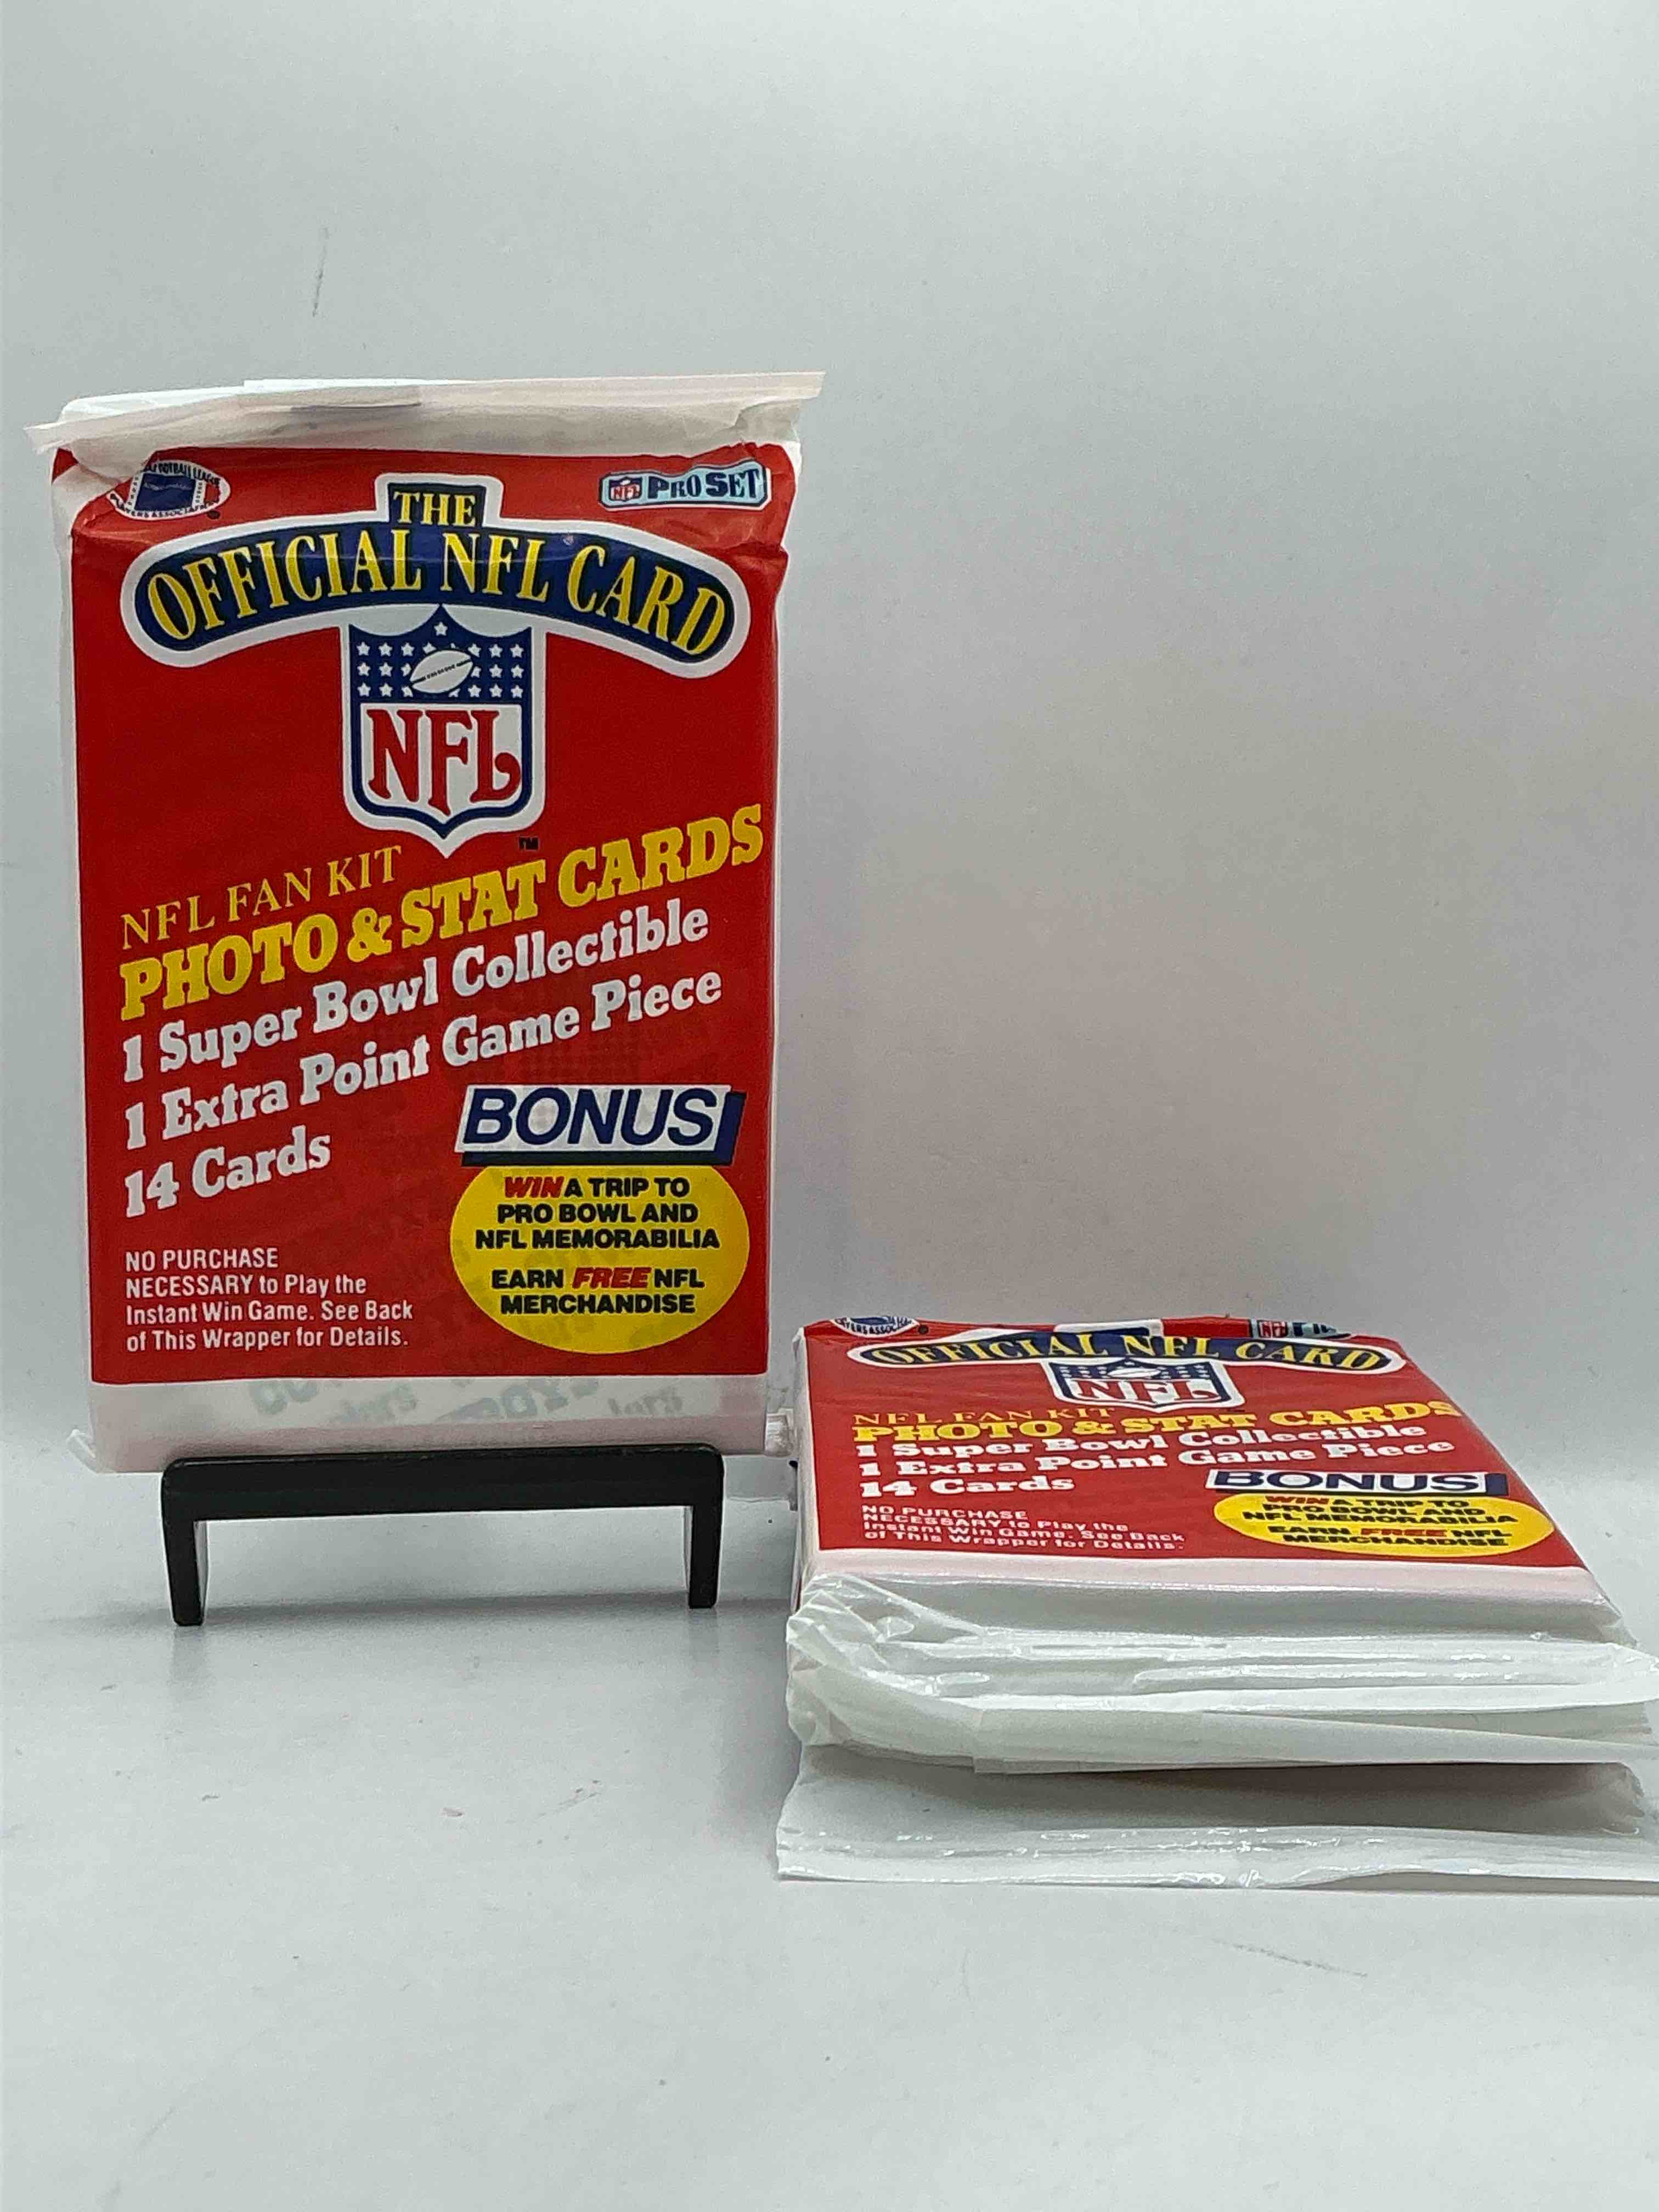 PRO SET
NFL
THE
OFFICIAL NFL CARD
NFL
TM
NFL FAN KIT
PHOTO & STAT CARDS
1 Super Bowl Collectible
1 Extra Point Game Piece
14 Cards
BONUS
WIN A TRIP TO
PRO BOWL AND
NFL MEMORABILIA
EARN FREE NFL
MERCHANDISE
NO PURCHASE
NECESSARY to Play the
Instant Win Game. See Back
of This Wrapper for Details.
OFFICIAL NFL CARD
NFL
NFL FAN KIT
PHOTO & STAT CARDS
1 Super Bowl Collectible
1 Extra Point Game Piece
14 Cards
BONUS
WIN A TRIP TO
PRO BOWL AND
NFL MEMORABILIA
EARN FREE NFL
MERCHANDISE
NO PURCHASE
NECESSARY to Play the
Instant Win Game. See Back
of This Wrapper for Details.